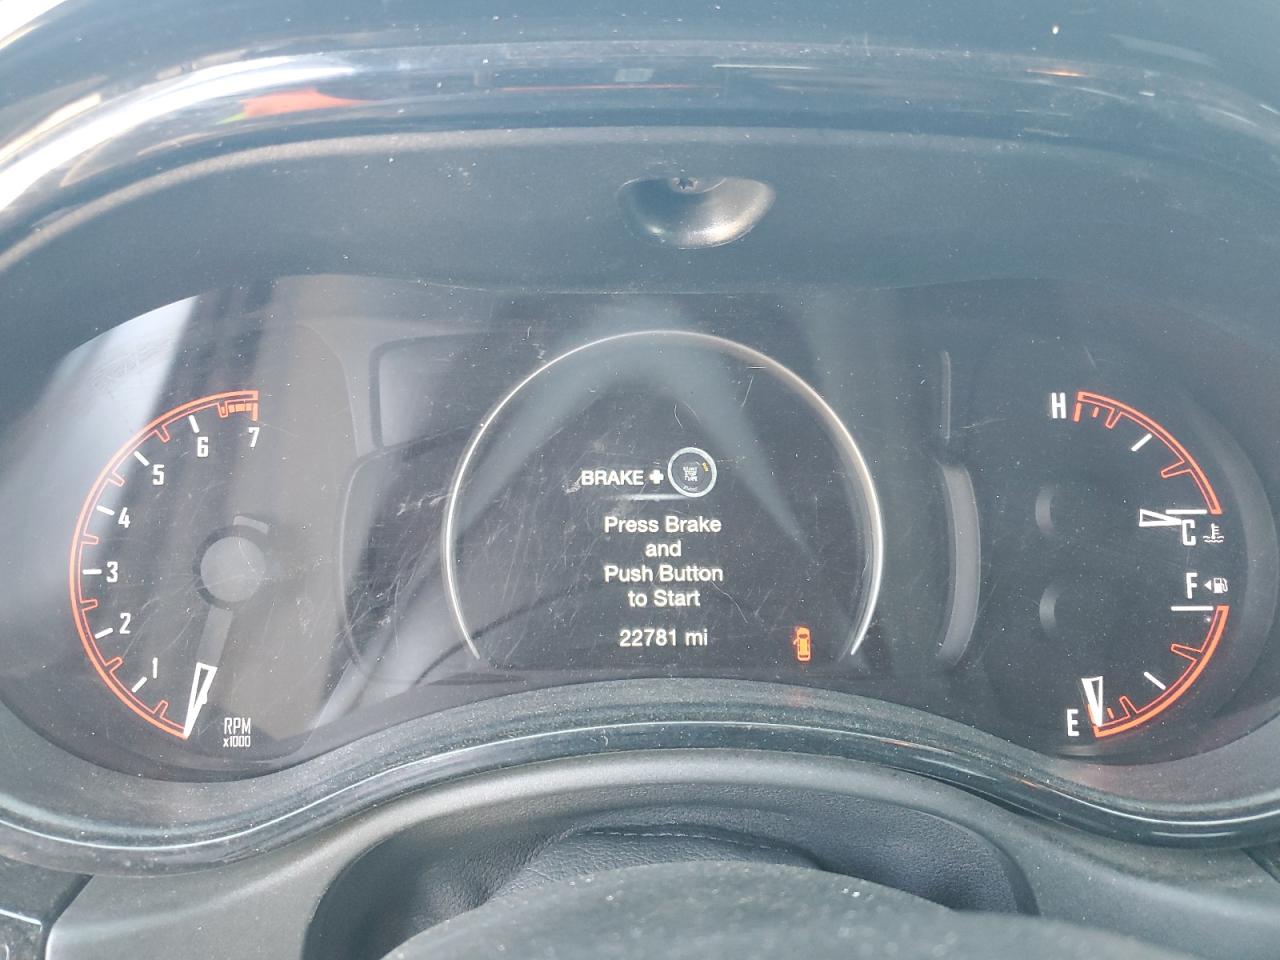 7
6
5
4
3
2
1
RPM
x1000
BRAKE +
Press Brake
and
Push Button
to Start
22781 mi
H
C
F
E